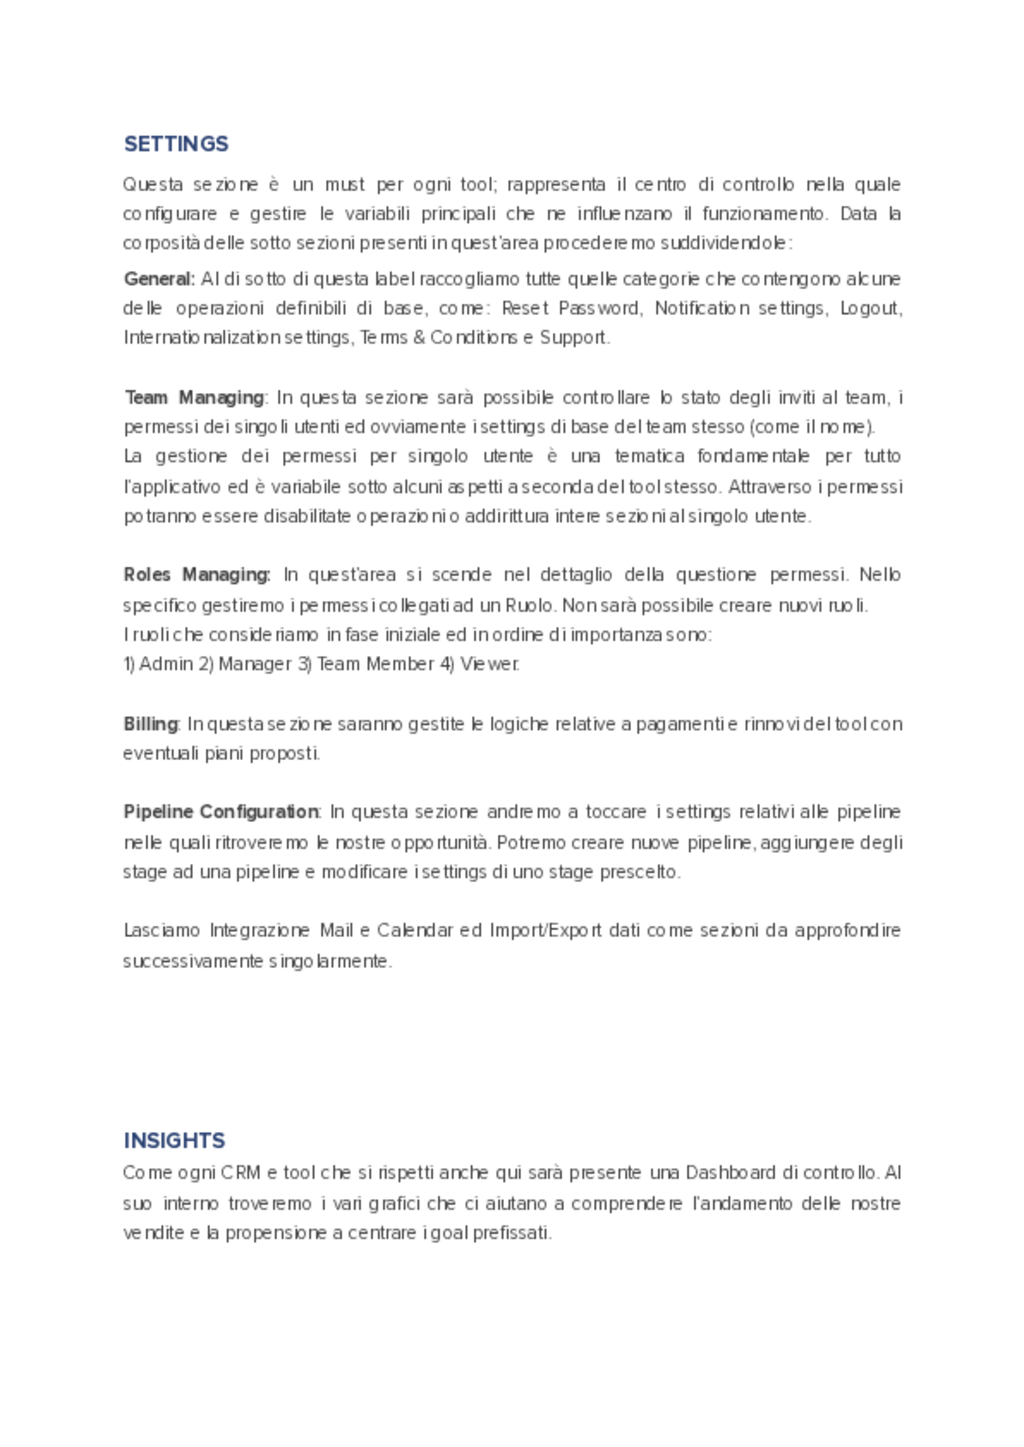 SETTINGS
Questa sezione è un must per ogni tool; rappresenta il centro di controllo nella quale
configurare e gestire le variabili principali che ne influenzano il funzionamento. Data la
corposità delle sotto sezioni presenti in quest'area procederemo suddividendole:
General: Al di sotto di questa label raccogliamo tutte quelle categorie che contengono alcune
delle operazioni definibili di base, come: Reset Password, Notification settings, Logout,
Internationalization settings, Terms & Conditions e Support.
Team Managing: In questa sezione sarà possibile controllare lo stato degli inviti al team, i
permessi dei singoli utenti ed ovviamente i settings di base del team stesso (come il nome).
La gestione dei permessi per singolo utente è una tematica fondamentale per tutto
l'applicativo ed è variabile sotto alcuni aspetti a seconda del tool stesso. Attraverso i permessi
potranno essere disabilitate operazioni o addirittura intere sezioni al singolo utente.
Roles Managing: In quest'area si scende nel dettaglio della questione permessi. Nello
specifico gestiremo i permessi collegati ad un Ruolo. Non sarà possibile creare nuovi ruoli.
I ruoli che consideriamo in fase iniziale ed in ordine di importanza sono:
1) Admin 2) Manager 3) Team Member 4) Viewer.
Billing: In questa sezione saranno gestite le logiche relative a pagamenti e rinnovi del tool con
eventuali piani proposti.
Pipeline Configuration: In questa sezione andremo a toccare i settings relativi alle pipeline
nelle quali ritroveremo le nostre opportunità. Potremo creare nuove pipeline, aggiungere degli
stage ad una pipeline e modificare i settings di uno stage prescelto.
Lasciamo Integrazione Mail e Calendar ed Import/Export dati come sezioni da approfondire
successivamente singolarmente.
INSIGHTS
Come ogni CRM e tool che si rispetti anche qui sarà presente una Dashboard di controllo. Al
suo interno troveremo i vari grafici che ci aiutano a comprendere l'andamento delle nostre
vendite e la propensione a centrare i goal prefissati.